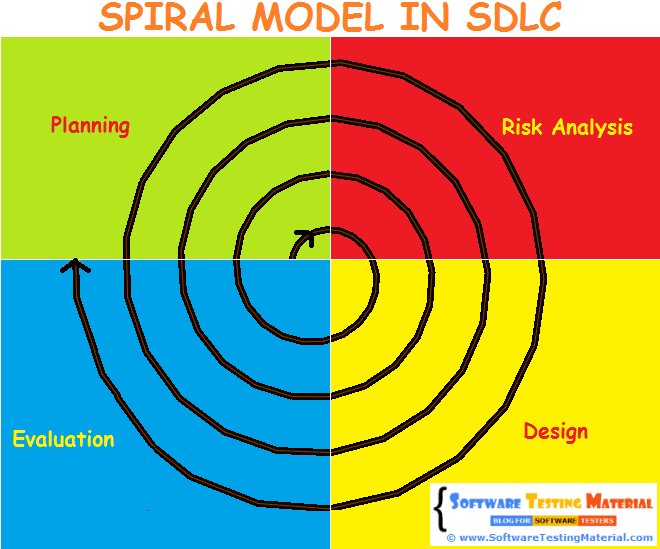 SPIRAL MODEL IN SDLC
Planning
Risk Analysis
Evaluation
Design
{ SOFTWARE TESTING MATERIAL
BLOG FOR SOFTWARE TESTERS
© www.SoftwareTestingMaterial.com